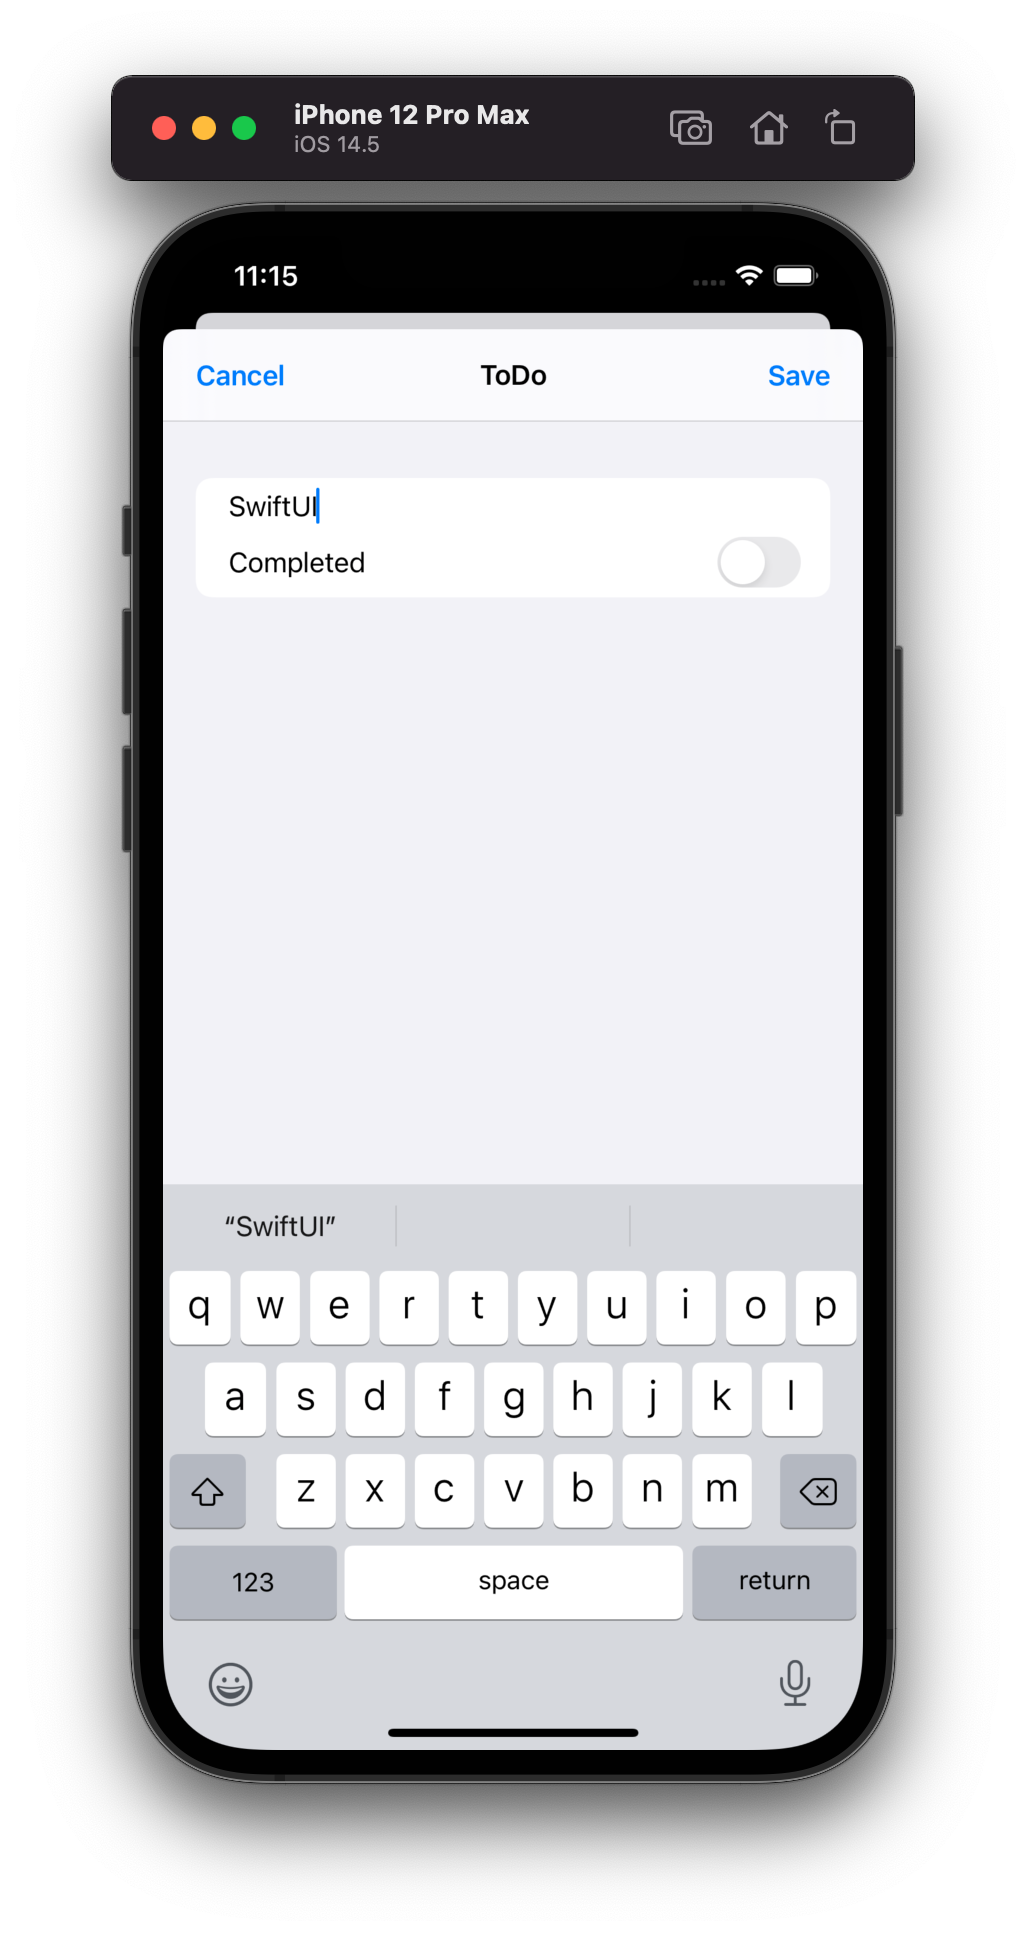 iPhone 12 Pro Max
iOS 14.5
11:15
Cancel ToDo Save
SwiftUI
Completed
“SwiftUI”
q w e r t y u i o p
a s d f g h j k l
z x c v b n m
123 space return